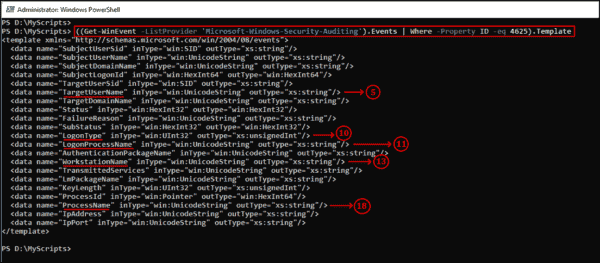 Administrator: Windows PowerShell
PS D:\MyScripts>
PS D:\MyScripts> ((Get-WinEvent -ListProvider 'Microsoft-Windows-Security-Auditing').Events | Where -Property ID -eq 4625).Template
<template xmlns="http://schemas.microsoft.com/win/2004/08/events">
<data name="SubjectUserSid" inType="win:SID" outType="xs:string"/>
<data name="SubjectUserName" inType="win:UnicodeString" outType="xs:string"/>
<data name="SubjectDomainName" inType="win:UnicodeString" outType="xs:string"/>
<data name="SubjectLogonId" inType="win:HexInt64" outType="win:HexInt64"/>
<data name="TargetUserSid" inType="win:SID" outType="xs:string"/>
<data name="TargetUserName" inType="win:UnicodeString" outType="xs:string"/> 5
<data name="TargetDomainName" inType="win:UnicodeString" outType="xs:string"/>
<data name="Status" inType="win:HexInt32" outType="win:HexInt32"/>
<data name="FailureReason" inType="win:UnicodeString" outType="xs:string"/>
<data name="SubStatus" inType="win:HexInt32" outType="win:HexInt32"/>
<data name="LogonType" inType="win:UInt32" outType="xs:unsignedInt"/> 10
<data name="LogonProcessName" inType="win:UnicodeString" outType="xs:string"/> 11
<data name="AuthenticationPackageName" inType="win:UnicodeString" outType="xs:string"/>
<data name="WorkstationName" inType="win:UnicodeString" outType="xs:string"/> 13
<data name="TransmittedServices" inType="win:UnicodeString" outType="xs:string"/>
<data name="LmPackageName" inType="win:UnicodeString" outType="xs:string"/>
<data name="KeyLength" inType="win:UInt32" outType="xs:unsignedInt"/>
<data name="ProcessId" inType="win:Pointer" outType="win:HexInt64"/>
<data name="ProcessName" inType="win:UnicodeString" outType="xs:string"/> 18
<data name="IpAddress" inType="win:UnicodeString" outType="xs:string"/>
<data name="IpPort" inType="win:UnicodeString" outType="xs:string"/>
</template>
PS D:\MyScripts>